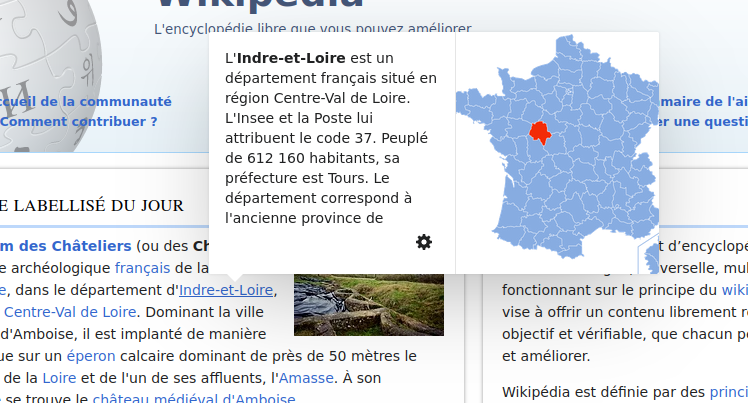 Wikipédia
L'encyclopédie libre que vous pouvez améliorer
L'Indre-et-Loire est un
département français situé en
région Centre-Val de Loire.
L'Insee et la Poste lui
attribuent le code 37. Peuplé
de 612 160 habitants, sa
préfecture est Tours. Le
département correspond à
l'ancienne province de
ccueil de la communauté
Comment contribuer ?
maire de l'ai
er une questi
E LABELLISÉ DU JOUR
m des Châteliers (ou des Ch
e archéologique français de la
e, dans le département d'Indre-et-Loire,
Centre-Val de Loire. Dominant la ville
d'Amboise, il est implanté de manière
ue sur un éperon calcaire dominant de près de 50 mètres le
de la Loire et de l'un de ses affluents, l'Amasse. À son
se trouve le château médiéval d'Amboise.
t d'encyclopé
verselle, mul
fonctionnant sur le principe du wiki
vise à offrir un contenu librement ré
objectif et vérifiable, que chacun pe
et améliorer.
Wikipédia est définie par des princi